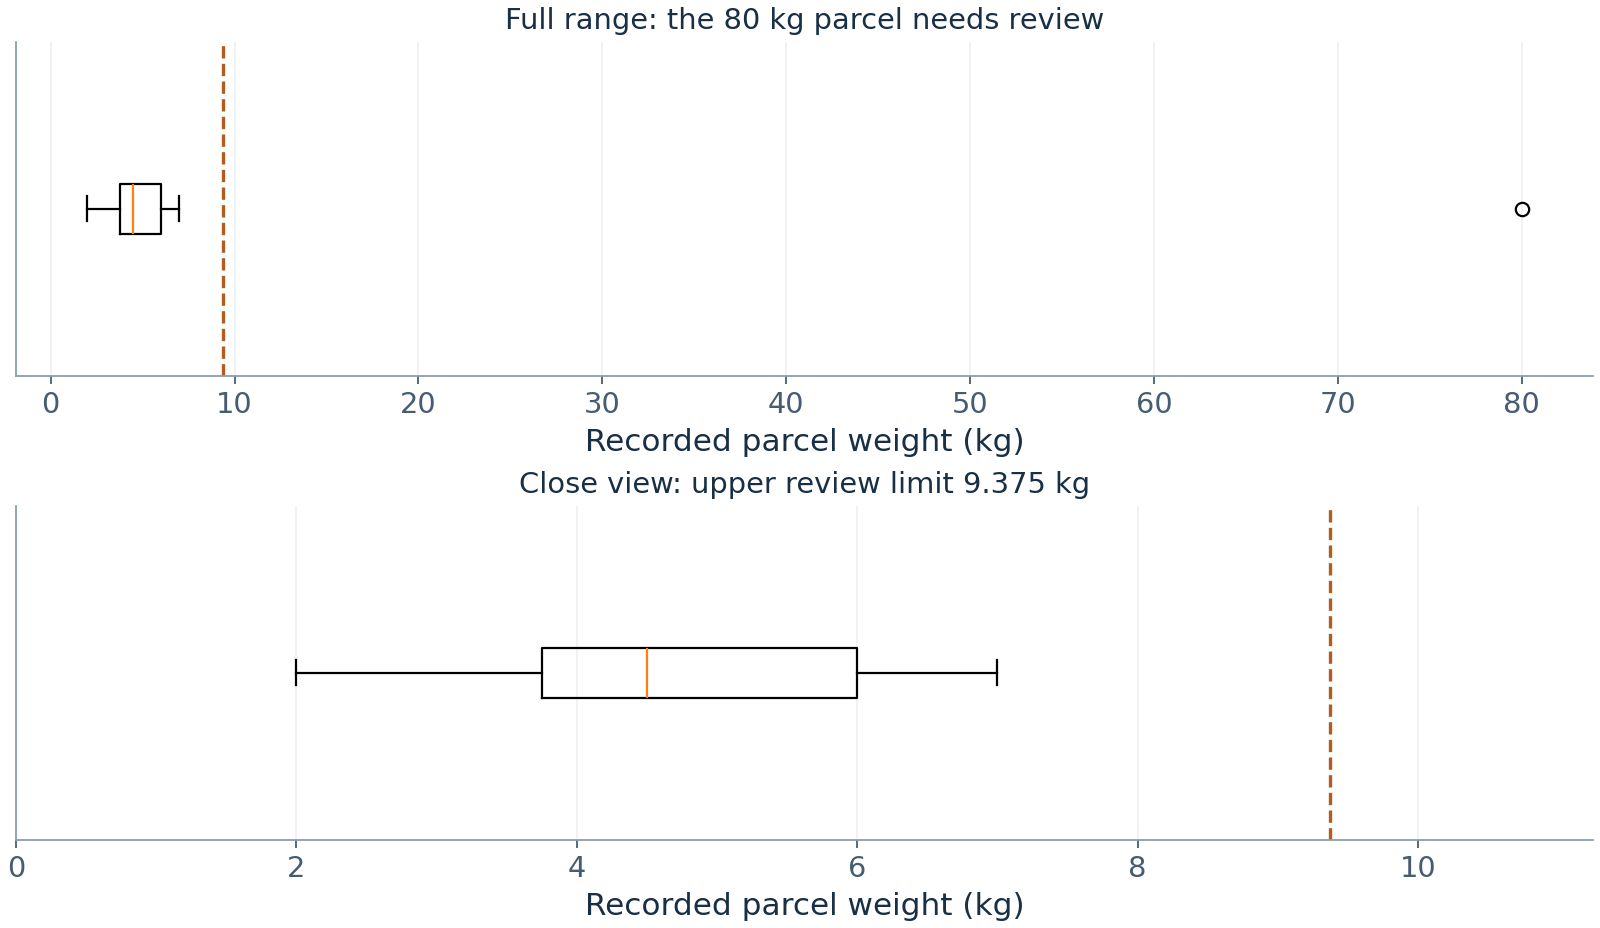 Full range: the 80 kg parcel needs review
0 10 20 30 40 50 60 70 80
Recorded parcel weight (kg)
Close view: upper review limit 9.375 kg
0 2 4 6 8 10
Recorded parcel weight (kg)